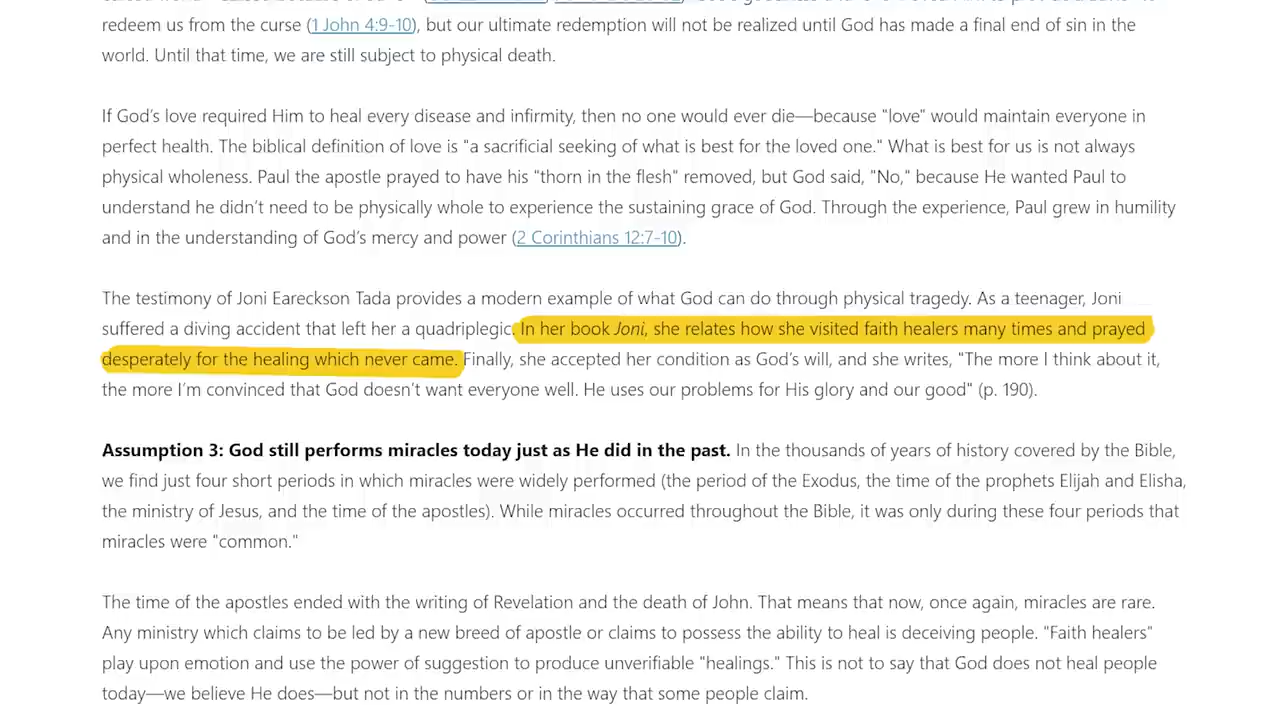 redeem us from the curse (1 John 4:9-10), but our ultimate redemption will not be realized until God has made a final end of sin in the
world. Until that time, we are still subject to physical death.
If God's love required Him to heal every disease and infirmity, then no one would ever die—because "love" would maintain everyone in
perfect health. The biblical definition of love is "a sacrificial seeking of what is best for the loved one." What is best for us is not always
physical wholeness. Paul the apostle prayed to have his "thorn in the flesh" removed, but God said, "No," because He wanted Paul to
understand he didn't need to be physically whole to experience the sustaining grace of God. Through the experience, Paul grew in humility
and in the understanding of God's mercy and power (2 Corinthians 12:7-10).
The testimony of Joni Eareckson Tada provides a modern example of what God can do through physical tragedy. As a teenager, Joni
suffered a diving accident that left her a quadriplegic. In her book Joni, she relates how she visited faith healers many times and prayed
desperately for the healing which never came. Finally, she accepted her condition as God's will, and she writes, "The more I think about it,
the more I'm convinced that God doesn't want everyone well. He uses our problems for His glory and our good" (p. 190).
Assumption 3: God still performs miracles today just as He did in the past. In the thousands of years of history covered by the Bible,
we find just four short periods in which miracles were widely performed (the period of the Exodus, the time of the prophets Elijah and Elisha,
the ministry of Jesus, and the time of the apostles). While miracles occurred throughout the Bible, it was only during these four periods that
miracles were "common."
The time of the apostles ended with the writing of Revelation and the death of John. That means that now, once again, miracles are rare.
Any ministry which claims to be led by a new breed of apostle or claims to possess the ability to heal is deceiving people. "Faith healers"
play upon emotion and use the power of suggestion to produce unverifiable "healings." This is not to say that God does not heal people
today—we believe He does—but not in the numbers or in the way that some people claim.